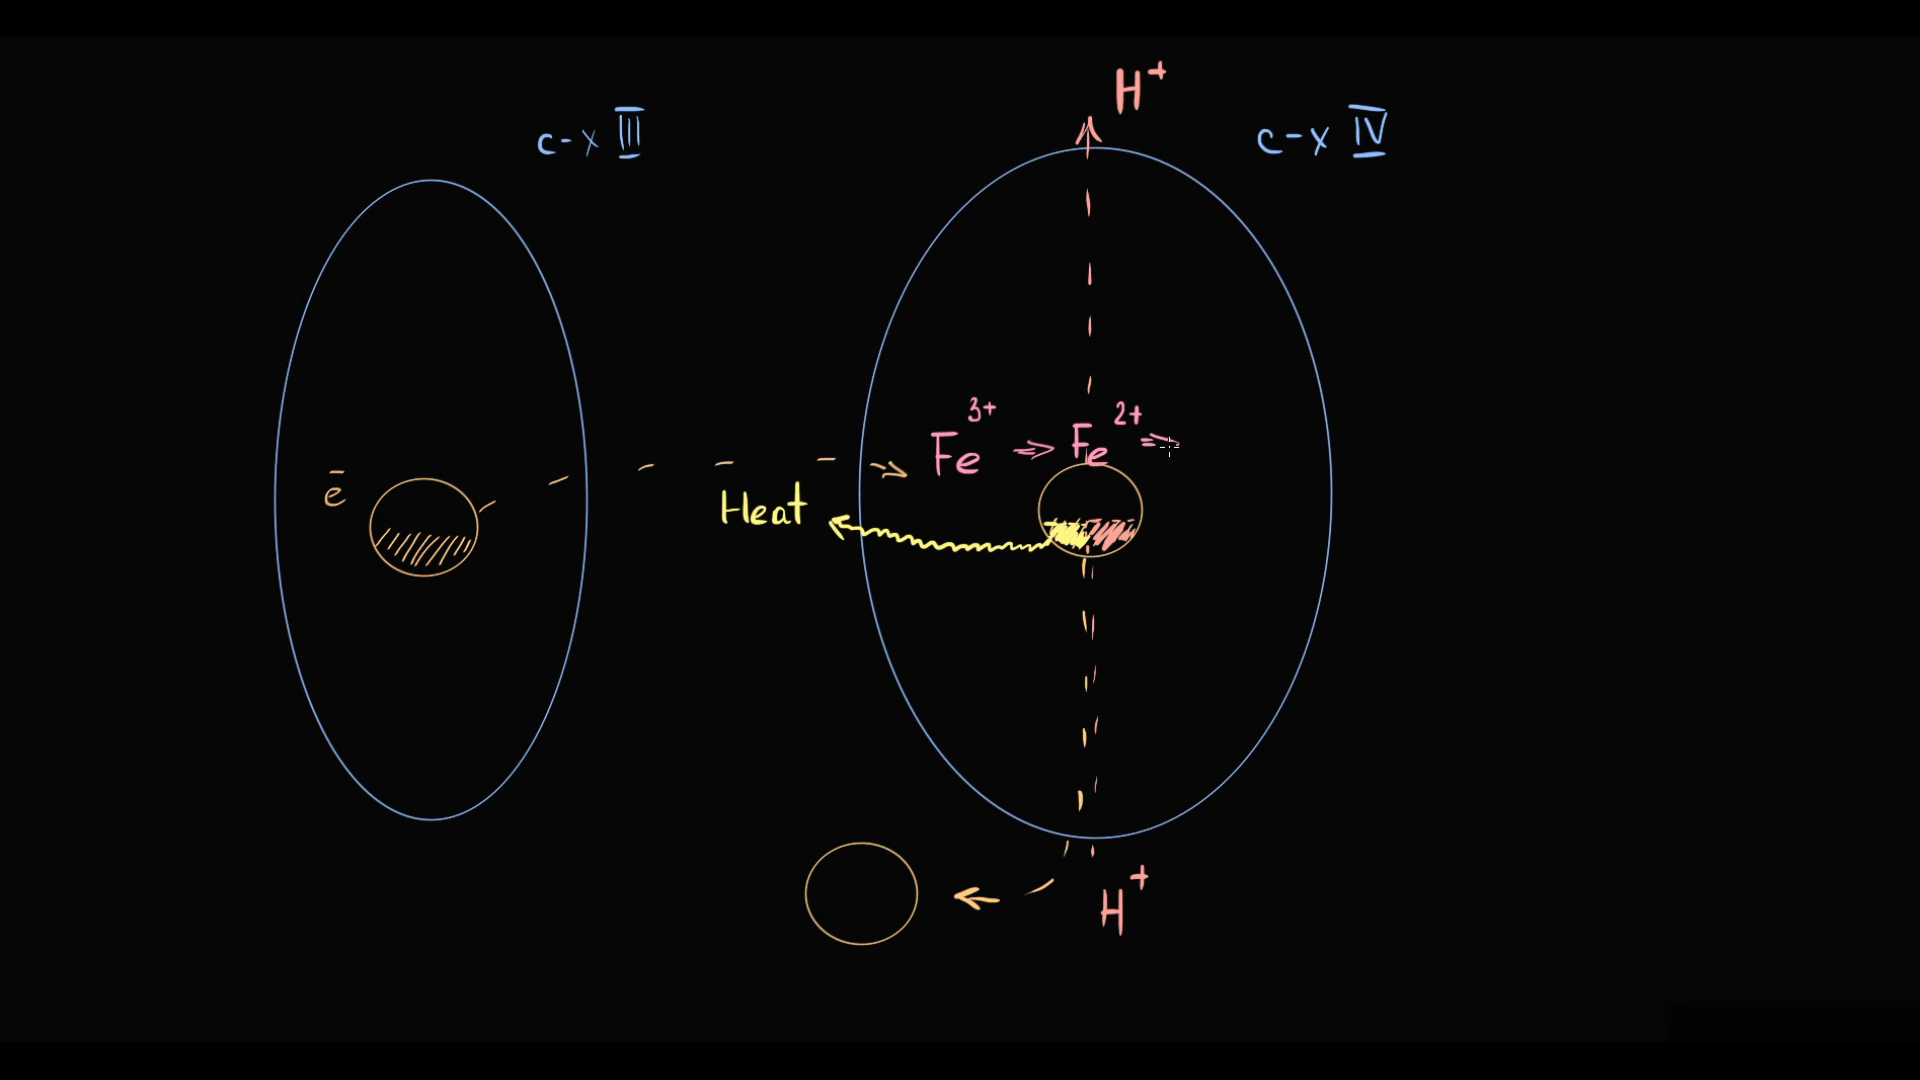 H⁺
c-x III
c-x IV
Fe³⁺ ⇒ Fe²⁺ ⇒
e⁻
Heat
H⁺